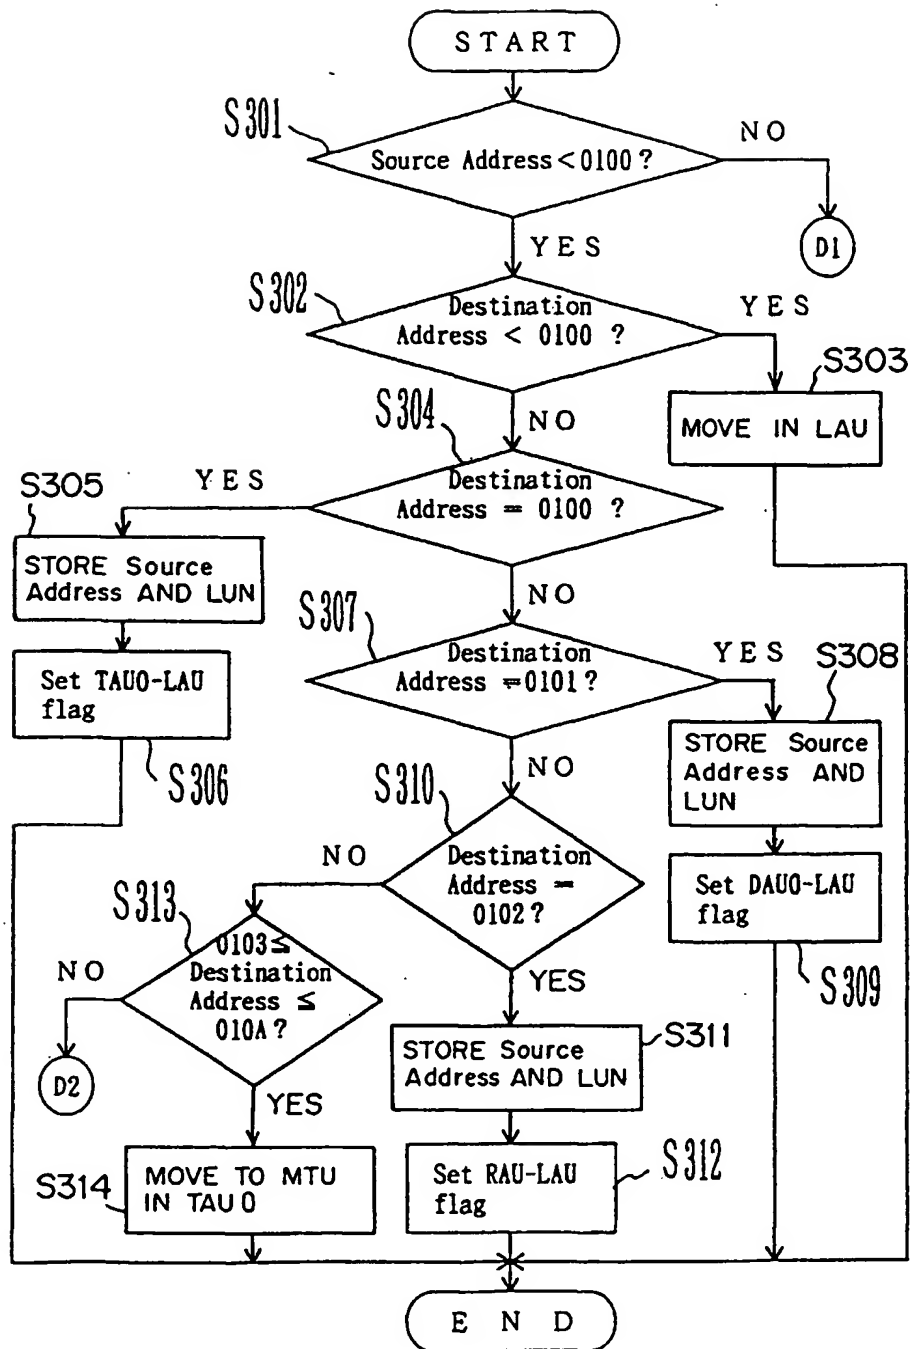 START
S301
Source Address < 0100 ?
NO
D1
YES
S302
Destination
Address < 0100 ?
YES
S303
MOVE IN LAU
NO
S304
Destination
Address = 0100 ?
YES
S305
STORE Source
Address AND LUN
Set TAU0-LAU
flag
S306
NO
S307
Destination
Address =0101 ?
YES
S308
STORE Source
Address AND
LUN
Set DAU0-LAU
flag
S309
NO
S310
Destination
Address =
0102 ?
NO
S313
0103≦
Destination
Address ≦
010A ?
NO
D2
YES
S314
MOVE TO MTU
IN TAU0
YES
S311
STORE Source
Address AND LUN
Set RAU-LAU
flag
S312
END